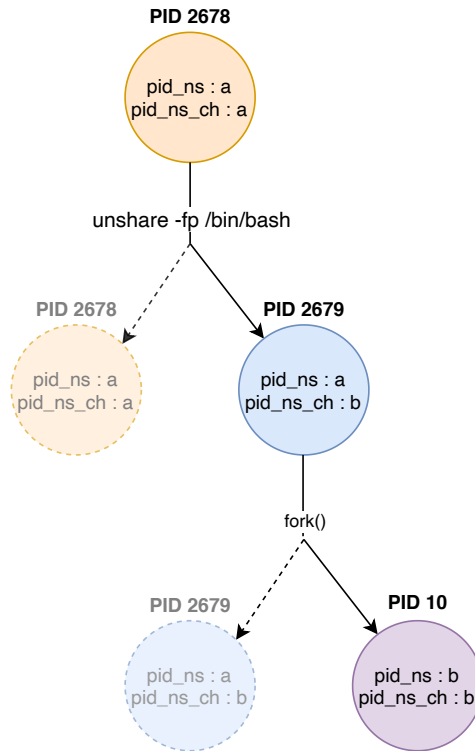 PID 2678
pid_ns : a
pid_ns_ch : a
unshare -fp /bin/bash
PID 2678
PID 2679
pid_ns : a
pid_ns_ch : a
pid_ns : a
pid_ns_ch : b
fork()
PID 2679
PID 10
pid_ns : a
pid_ns_ch : b
pid_ns : b
pid_ns_ch : b